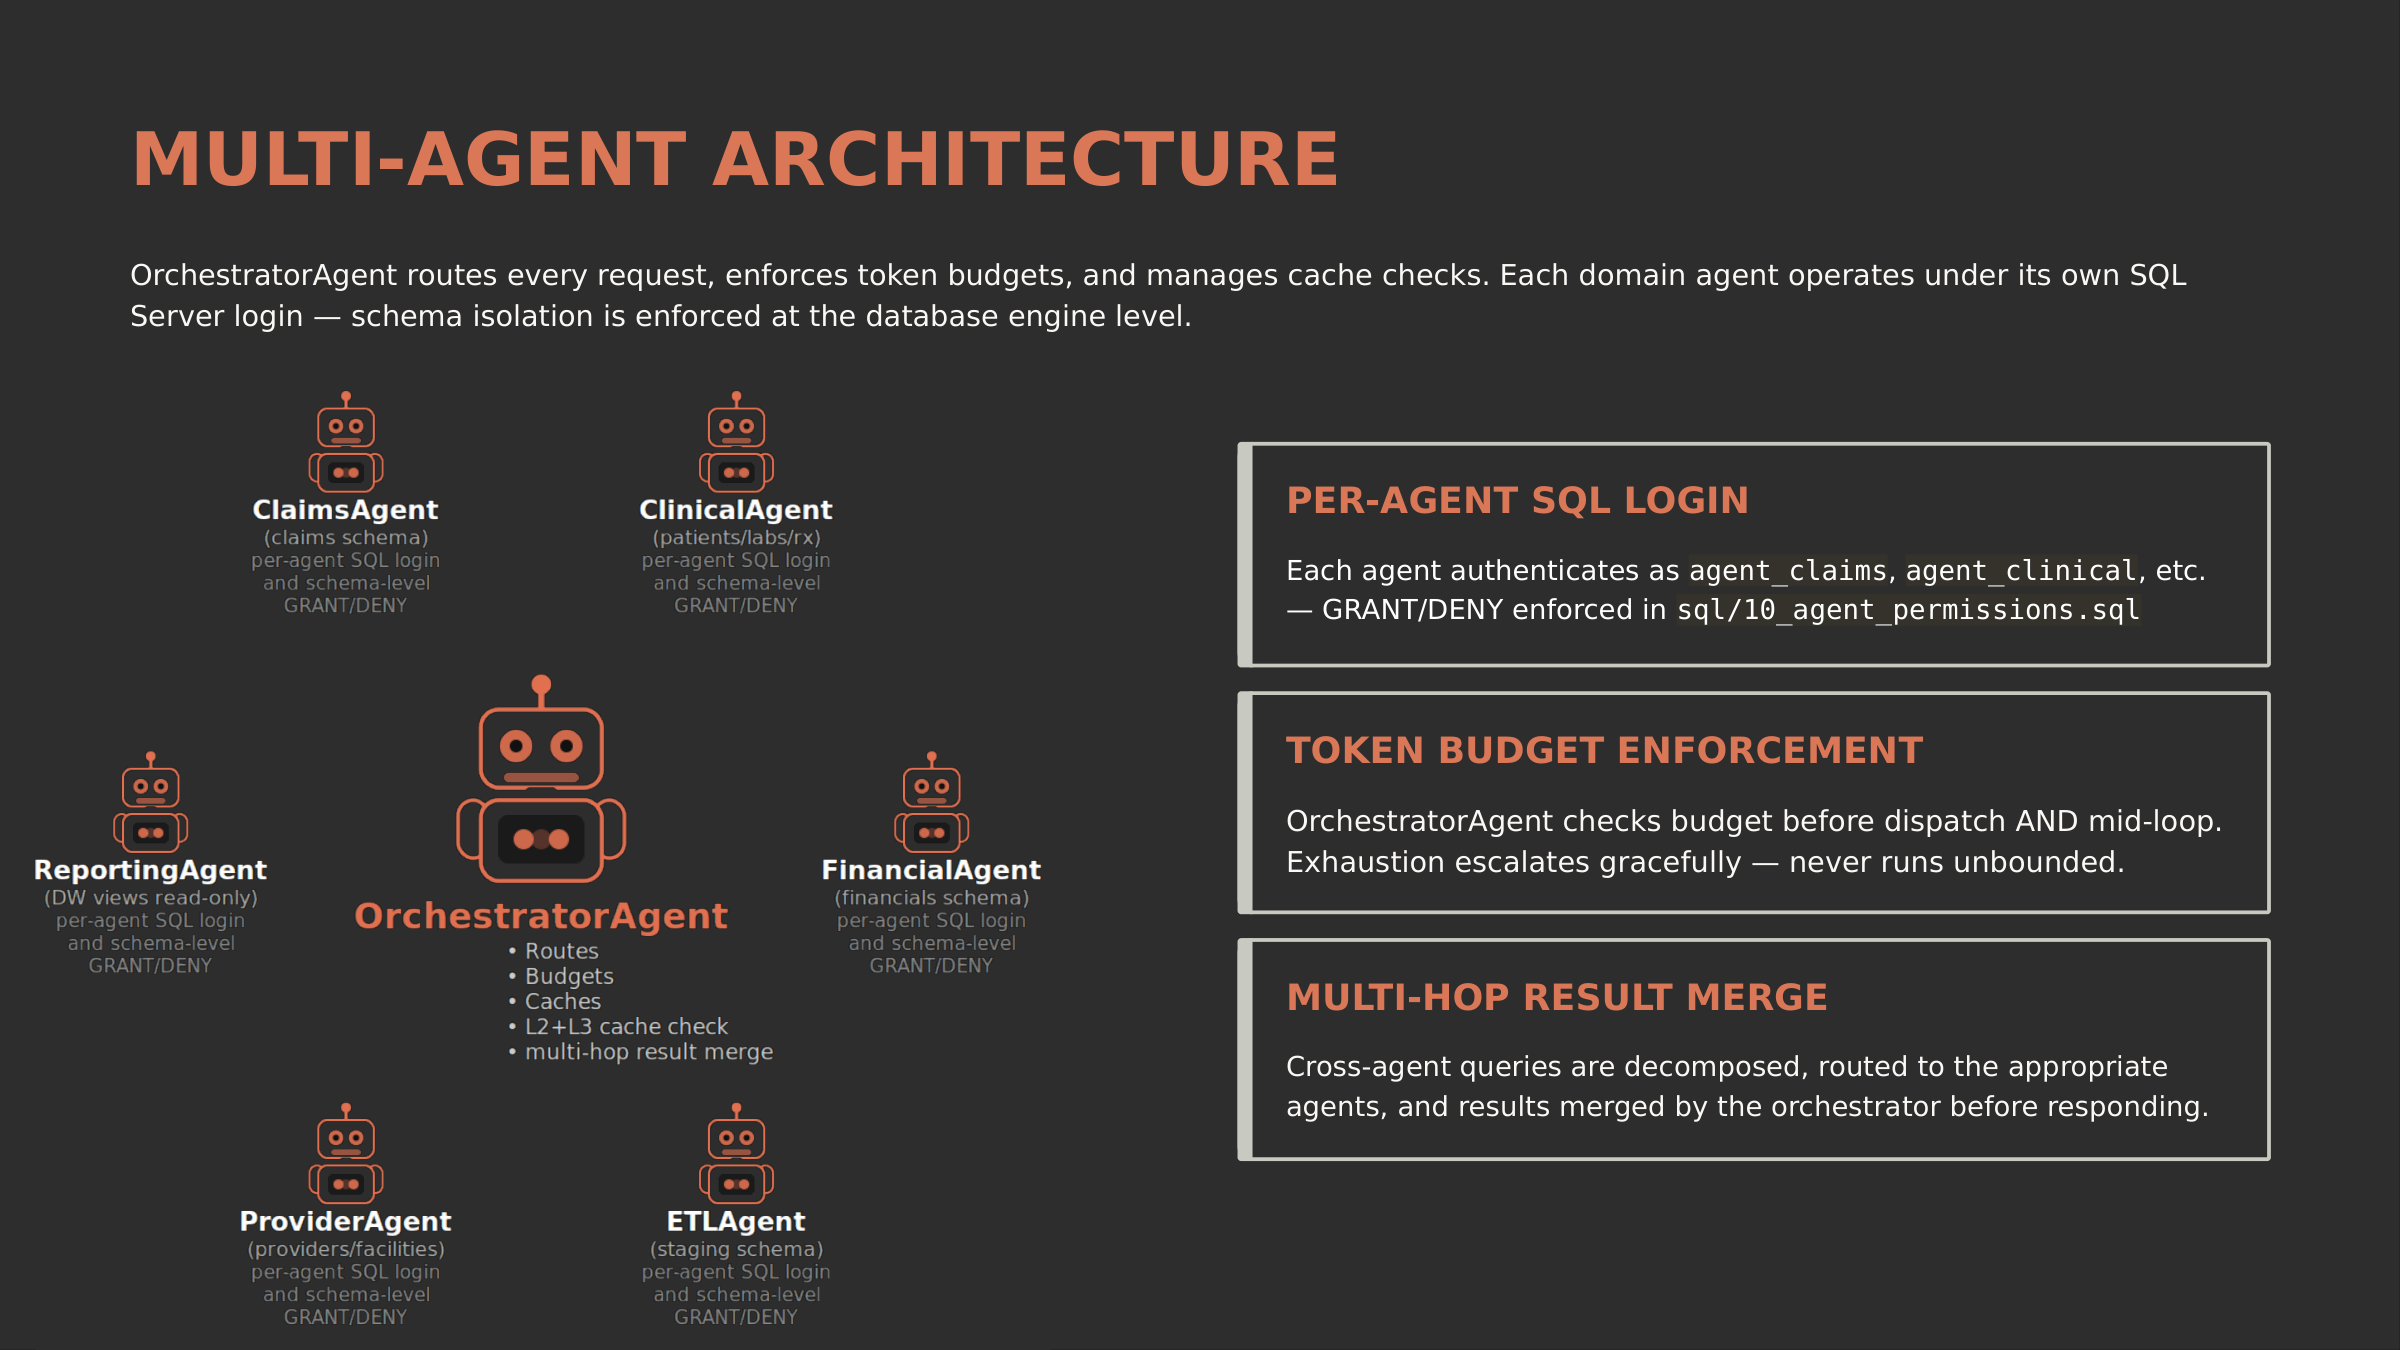 MULTI-AGENT ARCHITECTURE
OrchestratorAgent routes every request, enforces token budgets, and manages cache checks. Each domain agent operates under its own SQL
Server login — schema isolation is enforced at the database engine level.
ClaimsAgent
(claims schema)
per-agent SQL login
and schema-level
GRANT/DENY
ClinicalAgent
(patients/labs/rx)
per-agent SQL login
and schema-level
GRANT/DENY
ReportingAgent
(DW views read-only)
per-agent SQL login
and schema-level
GRANT/DENY
OrchestratorAgent
• Routes
• Budgets
• Caches
• L2+L3 cache check
• multi-hop result merge
FinancialAgent
(financials schema)
per-agent SQL login
and schema-level
GRANT/DENY
ProviderAgent
(providers/facilities)
per-agent SQL login
and schema-level
GRANT/DENY
ETLAgent
(staging schema)
per-agent SQL login
and schema-level
GRANT/DENY
PER-AGENT SQL LOGIN
Each agent authenticates as agent_claims, agent_clinical, etc.
— GRANT/DENY enforced in sql/10_agent_permissions.sql
TOKEN BUDGET ENFORCEMENT
OrchestratorAgent checks budget before dispatch AND mid-loop.
Exhaustion escalates gracefully — never runs unbounded.
MULTI-HOP RESULT MERGE
Cross-agent queries are decomposed, routed to the appropriate
agents, and results merged by the orchestrator before responding.